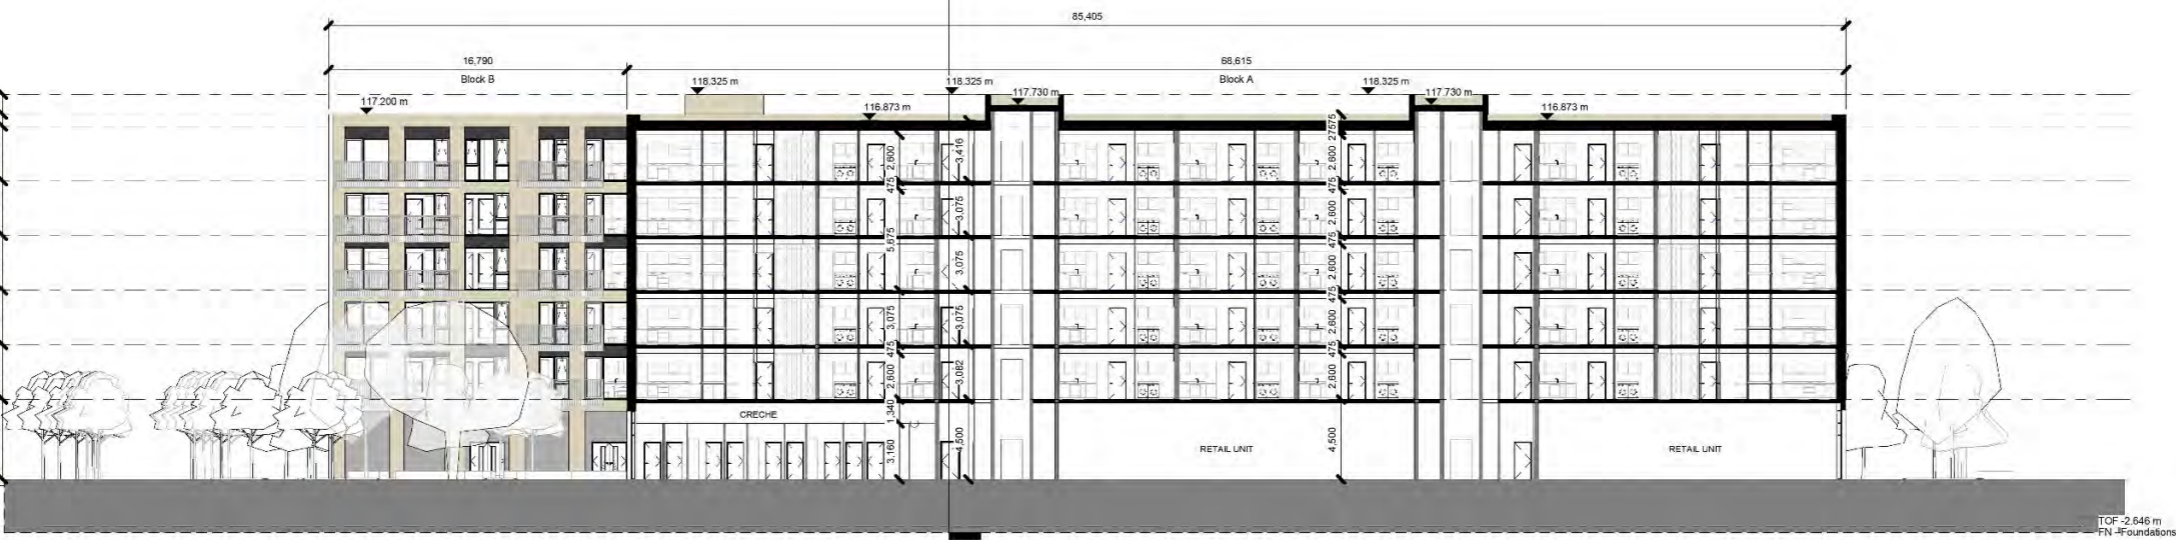 85,405
16,790
68,615
Block B
Block A
118.325 m
118.325 m
118.325 m
117.200 m
117.730 m
117.730 m
116.873 m
116.873 m
2,600
475
5,675
3,075
475
2,600
1,340
3,160
3,416
3,075
3,075
3,075
3,082
4,500
27575
2,600
475
2,600
475
2,600
475
2,600
475
2,600
4,500
CRECHE
RETAIL UNIT
RETAIL UNIT
TOF -2.646 m
FN -Foundations